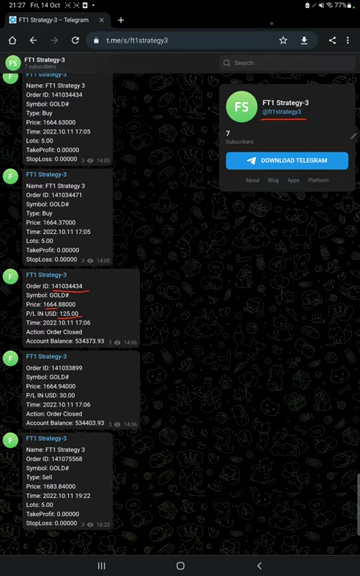 21:27 Fri, 14 Oct
77%
FT1 Strategy-3 – Telegram
t.me/s/ft1strategy3
FS
FT1 Strategy-3
7 subscribers
Search
FS
FT1 Strategy-3
@ft1strategy3
7
Subscribers
DOWNLOAD TELEGRAM
About Blog Apps Platform
F
FT1 Strategy-3
Name: FT1 Strategy-3
Order ID: 141034434
Symbol: GOLD#
Type: Buy
Price: 1664.63000
Time: 2022.10.11 17:05
Lots: 5.00
TakeProfit: 0.00000
StopLoss: 0.00000
3 14:05
F
FT1 Strategy-3
Name: FT1 Strategy-3
Order ID: 141034471
Symbol: GOLD#
Type: Buy
Price: 1664.37000
Time: 2022.10.11 17:05
Lots: 5.00
TakeProfit: 0.00000
StopLoss: 0.00000
3 14:05
F
FT1 Strategy-3
Order ID: 141034434
Symbol: GOLD#
Price: 1664.88000
P/L IN USD: 125.00
Time: 2022.10.11 17:06
Action: Order Closed
Account Balance: 534373.93
3 14:06
F
FT1 Strategy-3
Order ID: 141033899
Symbol: GOLD#
Price: 1664.94000
P/L IN USD: 30.00
Time: 2022.10.11 17:06
Action: Order Closed
Account Balance: 534403.93
3 14:06
F
FT1 Strategy-3
Name: FT1 Strategy-3
Order ID: 141075568
Symbol: GOLD#
Type: Sell
Price: 1683.84000
Time: 2022.10.11 19:22
Lots: 5.00
TakeProfit: 0.00000
StopLoss: 0.00000
3 16:23